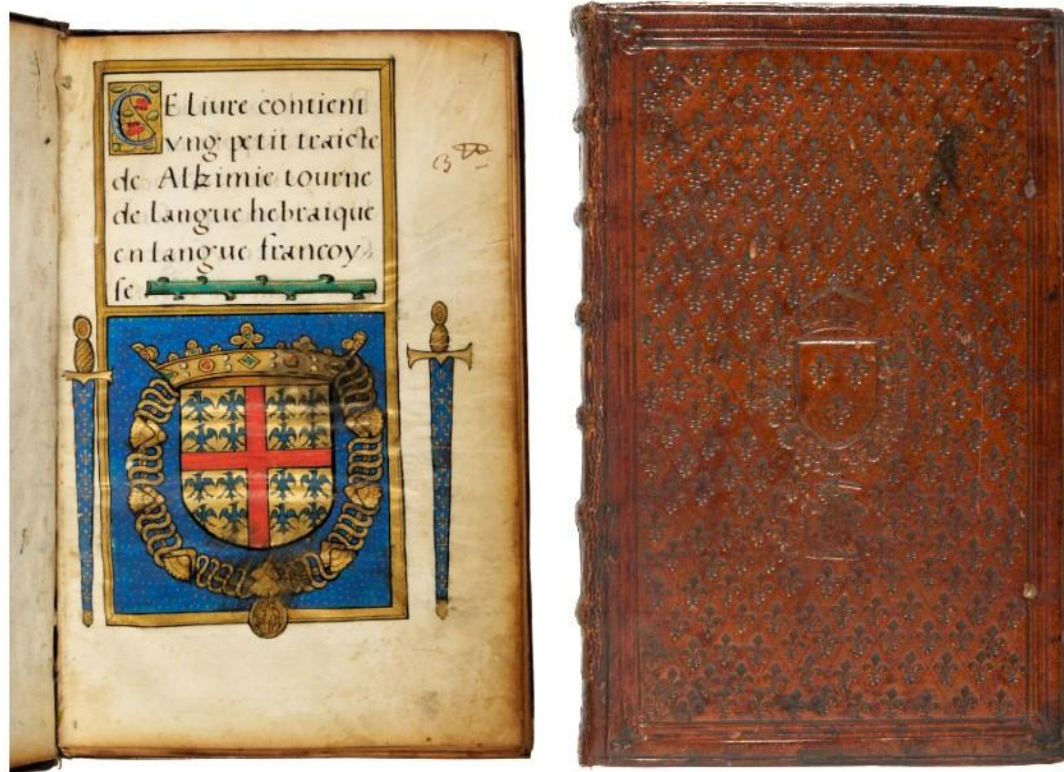 CE liure contient
vng petit traicte
de Alkimie tourne
de langue hebraique
en langue francoy
se